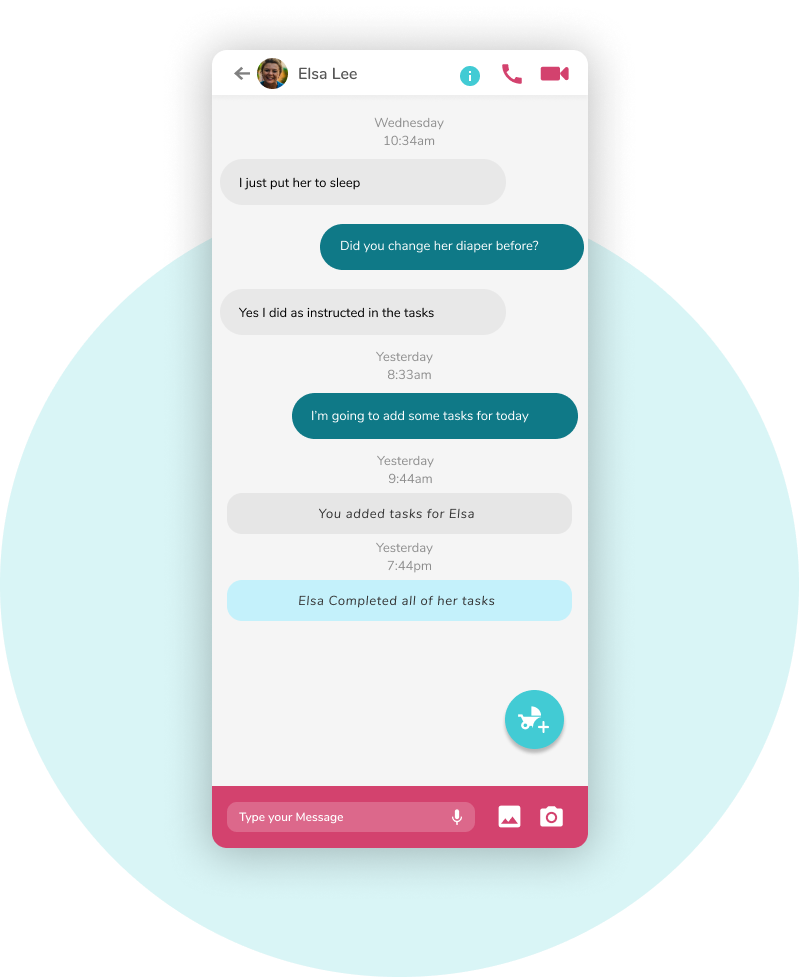 Elsa Lee
Wednesday
10:34am
I just put her to sleep
Did you change her diaper before?
Yes I did as instructed in the tasks
Yesterday
8:33am
I’m going to add some tasks for today
Yesterday
9:44am
You added tasks for Elsa
Yesterday
7:44pm
Elsa Completed all of her tasks
Type your Message